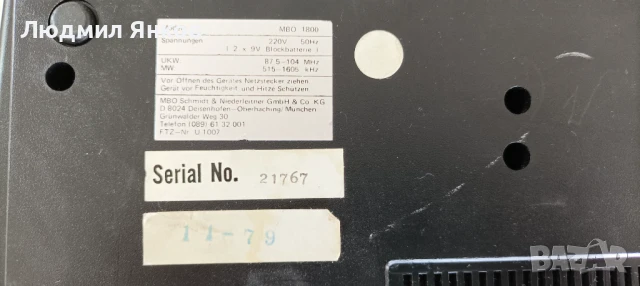 Людмил Янков
MBO 1800
Spannungen 220V 50Hz
( 2 x 9V Blockbatterie )
UKW 87,5-104 MHz
MW 515-1605 kHz
Vor Öffnen des Gerätes Netzstecker ziehen.
Gerät vor Feuchtigkeit und Hitze Schützen
MBO Schmidt & Niederleitner GmbH & Co. KG
D 8024 Deisenhofen-Oberhaching/München
Grünwalder Weg 30
Telefon (089) 61 32 001
FTZ-Nr U 1007
Serial No. 21767
11-79
BAZAR